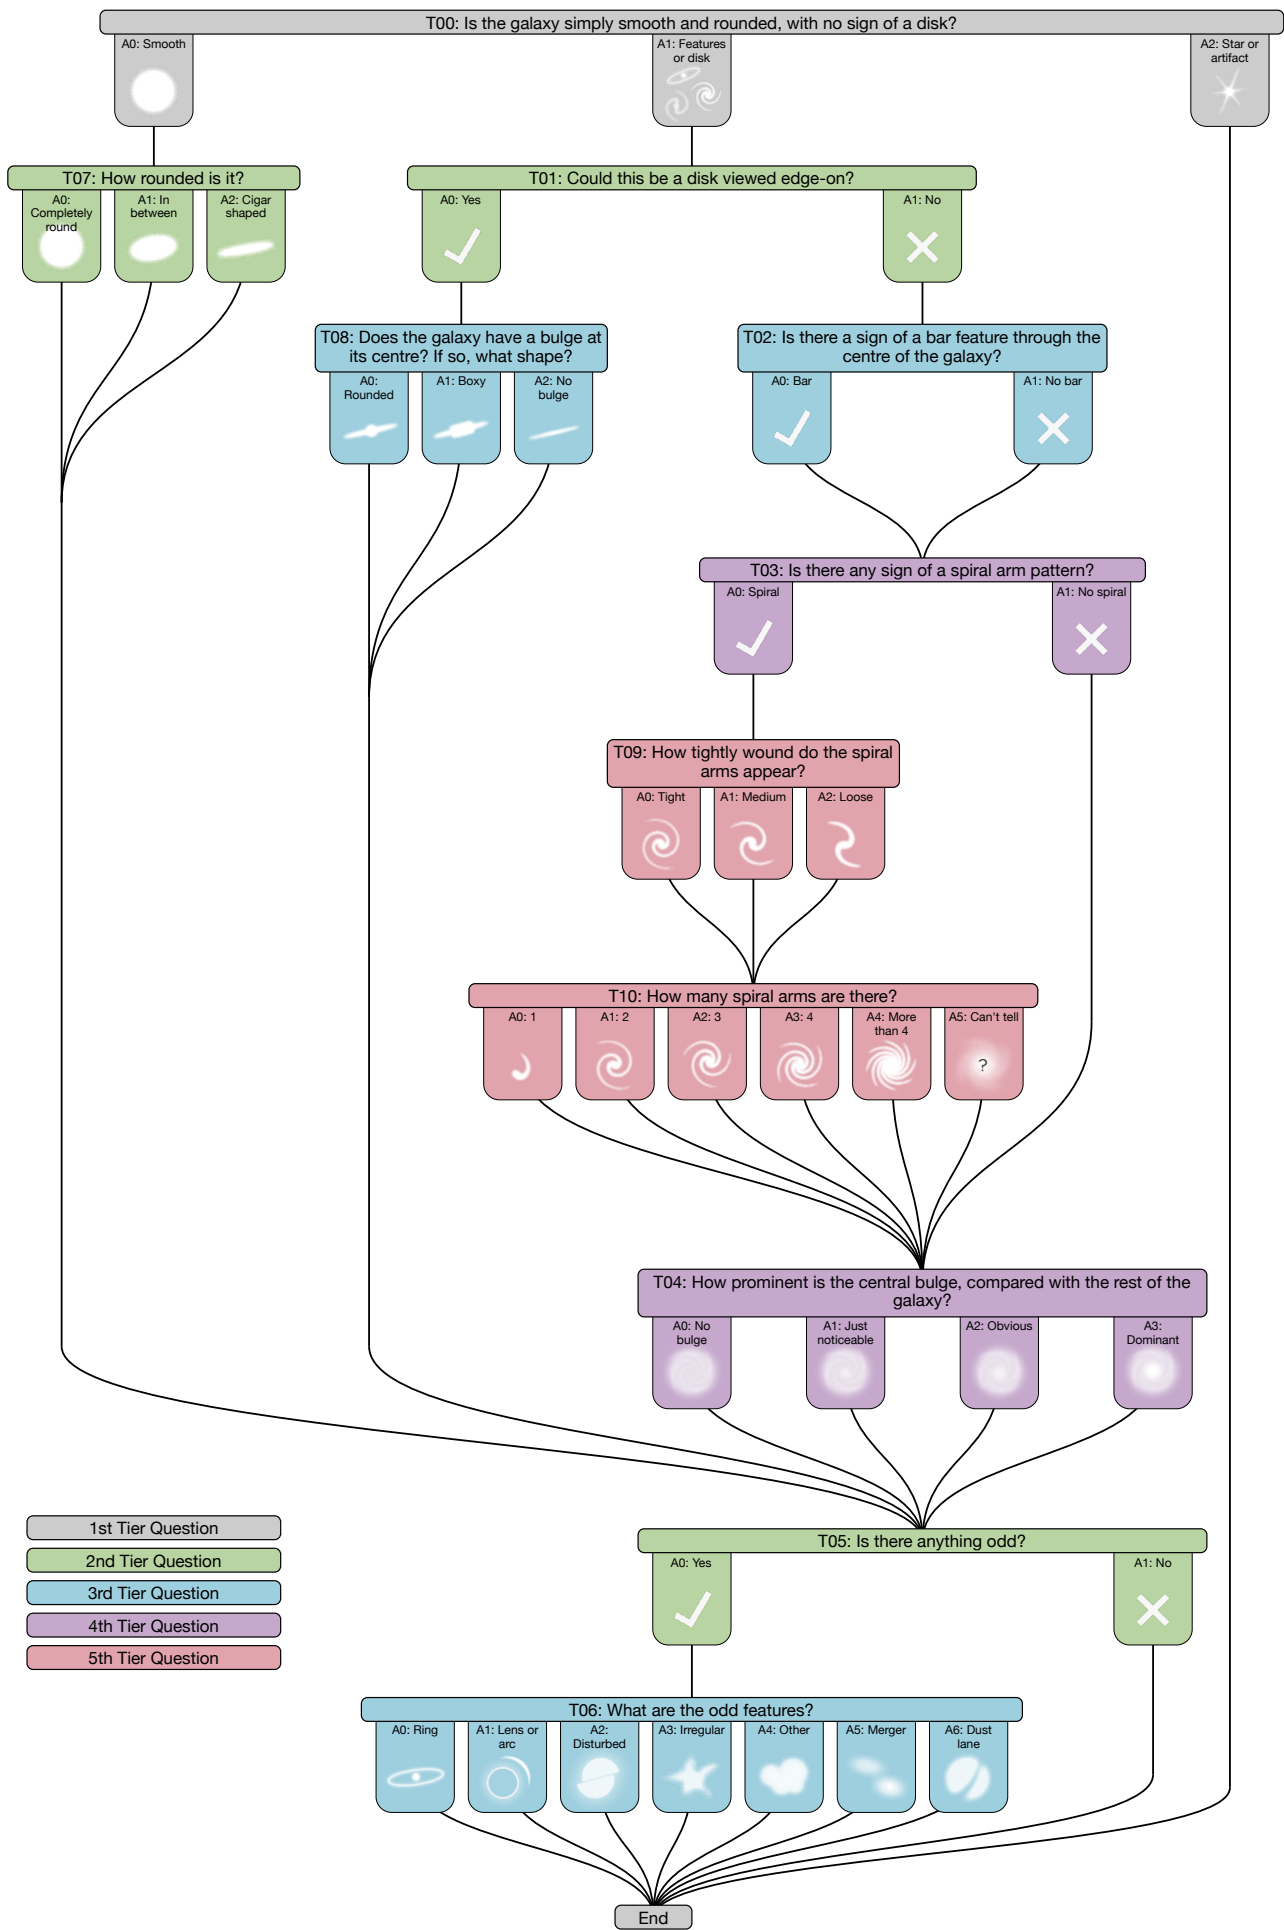 T00: Is the galaxy simply smooth and rounded, with no sign of a disk?
A0: Smooth
A1: Features
or disk
A2: Star or
artifact
T07: How rounded is it?
A0:
Completely
round
A1: In
between
A2: Cigar
shaped
T01: Could this be a disk viewed edge-on?
A0: Yes
A1: No
T08: Does the galaxy have a bulge at
its centre? If so, what shape?
A0:
Rounded
A1: Boxy
A2: No
bulge
T02: Is there a sign of a bar feature through the
centre of the galaxy?
A0: Bar
A1: No bar
T03: Is there any sign of a spiral arm pattern?
A0: Spiral
A1: No spiral
T09: How tightly wound do the spiral
arms appear?
A0: Tight
A1: Medium
A2: Loose
T10: How many spiral arms are there?
A0: 1
A1: 2
A2: 3
A3: 4
A4: More
than 4
A5: Can't tell
?
T04: How prominent is the central bulge, compared with the rest of the
galaxy?
A0: No
bulge
A1: Just
noticeable
A2: Obvious
A3:
Dominant
T05: Is there anything odd?
A0: Yes
A1: No
T06: What are the odd features?
A0: Ring
A1: Lens or
arc
A2:
Disturbed
A3: Irregular
A4: Other
A5: Merger
A6: Dust
lane
End
1st Tier Question
2nd Tier Question
3rd Tier Question
4th Tier Question
5th Tier Question